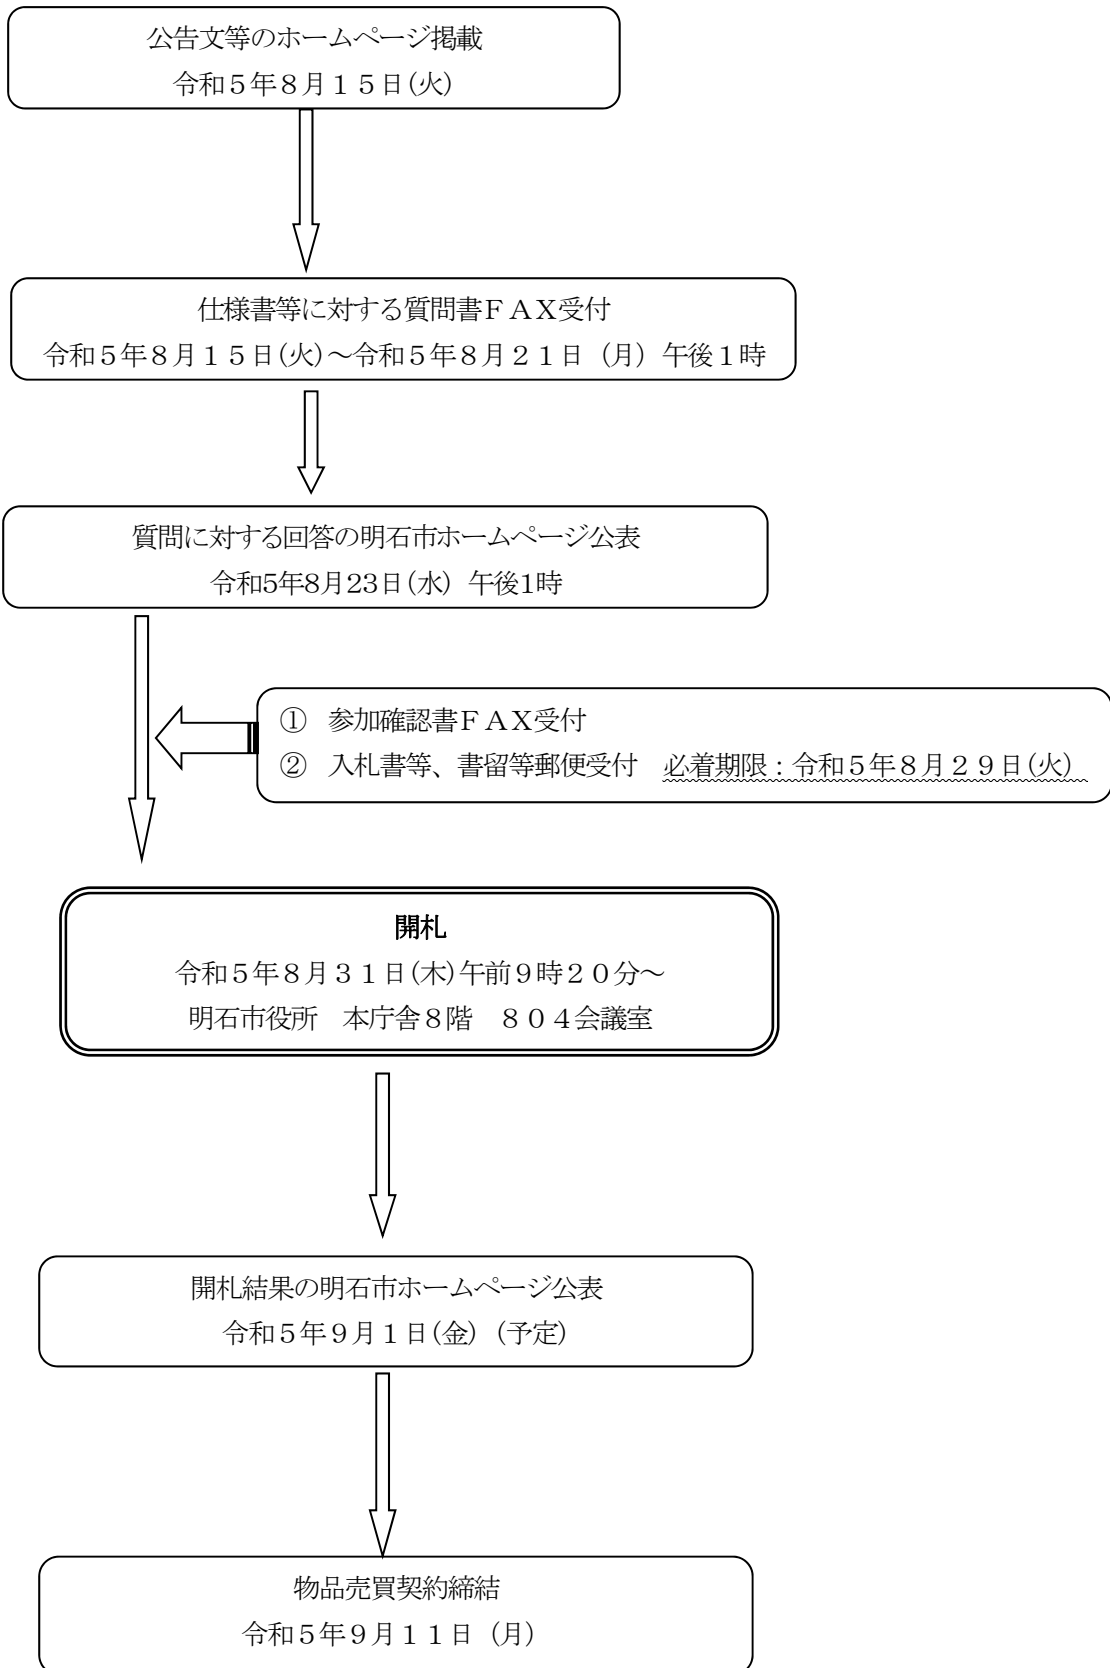 公告文等のホームページ掲載
令和５年８月１５日(火)
仕様書等に対する質問書ＦＡＸ受付
令和５年８月１５日(火)～令和５年８月２１日（月）午後１時
質問に対する回答の明石市ホームページ公表
令和5年8月23日(水）午後1時
① 参加確認書ＦＡＸ受付
② 入札書等、書留等郵便受付　必着期限：令和５年８月２９日(火)
開札
令和５年８月３１日(木)午前９時２０分～
明石市役所　本庁舎８階　８０４会議室
開札結果の明石市ホームページ公表
令和５年９月１日(金)（予定）
物品売買契約締結
令和５年９月１１日（月）